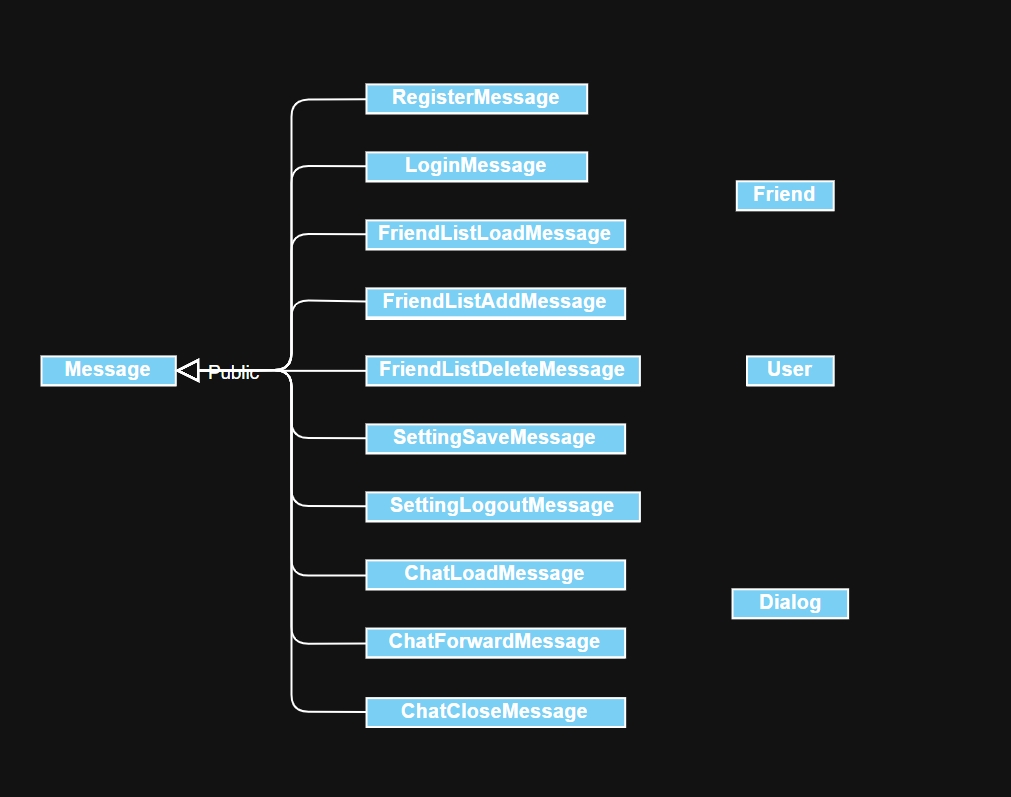 RegisterMessage
LoginMessage
Friend
FriendListLoadMessage
FriendListAddMessage
Message
Public
FriendListDeleteMessage
User
SettingSaveMessage
SettingLogoutMessage
ChatLoadMessage
Dialog
ChatForwardMessage
ChatCloseMessage